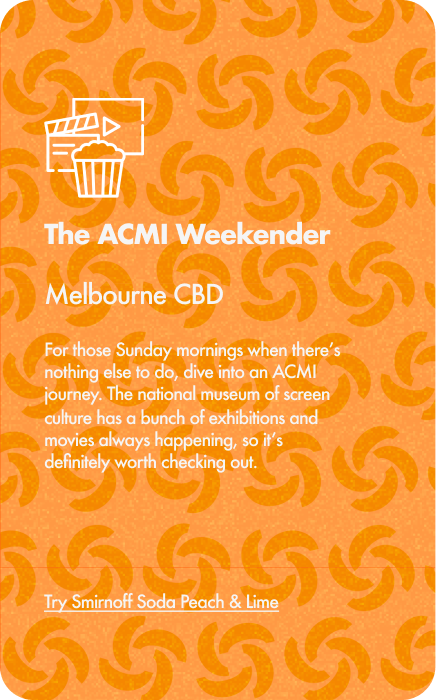 The ACMI Weekender
Melbourne CBD
For those Sunday mornings when there’s
nothing else to do, dive into an ACMI
journey. The national museum of screen
culture has a bunch of exhibitions and
movies always happening, so it’s
definitely worth checking out.
Try Smirnoff Soda Peach & Lime